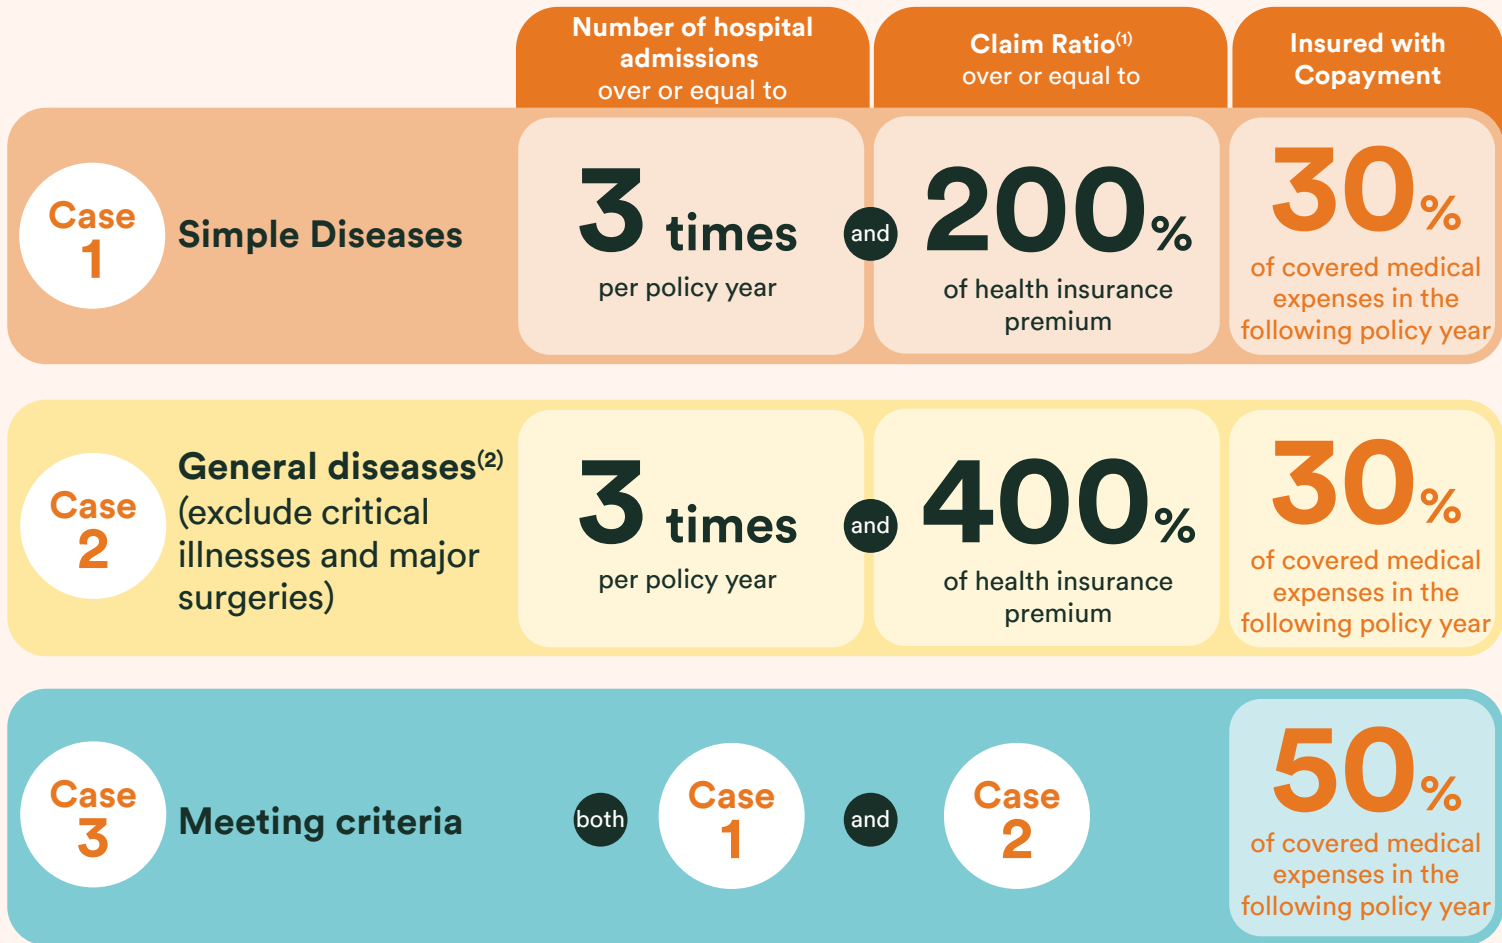 Number of hospital
admissions
over or equal to
Claim Ratio(1)
over or equal to
Insured with
Copayment
Case
1
Simple Diseases
3 times
per policy year
and
200%
of health insurance
premium
30%
of covered medical
expenses in the
following policy year
Case
2
General diseases(2)
(exclude critical
illnesses and major
surgeries)
3 times
per policy year
and
400%
of health insurance
premium
30%
of covered medical
expenses in the
following policy year
Case
3
Meeting criteria
both
Case
1
and
Case
2
50%
of covered medical
expenses in the
following policy year